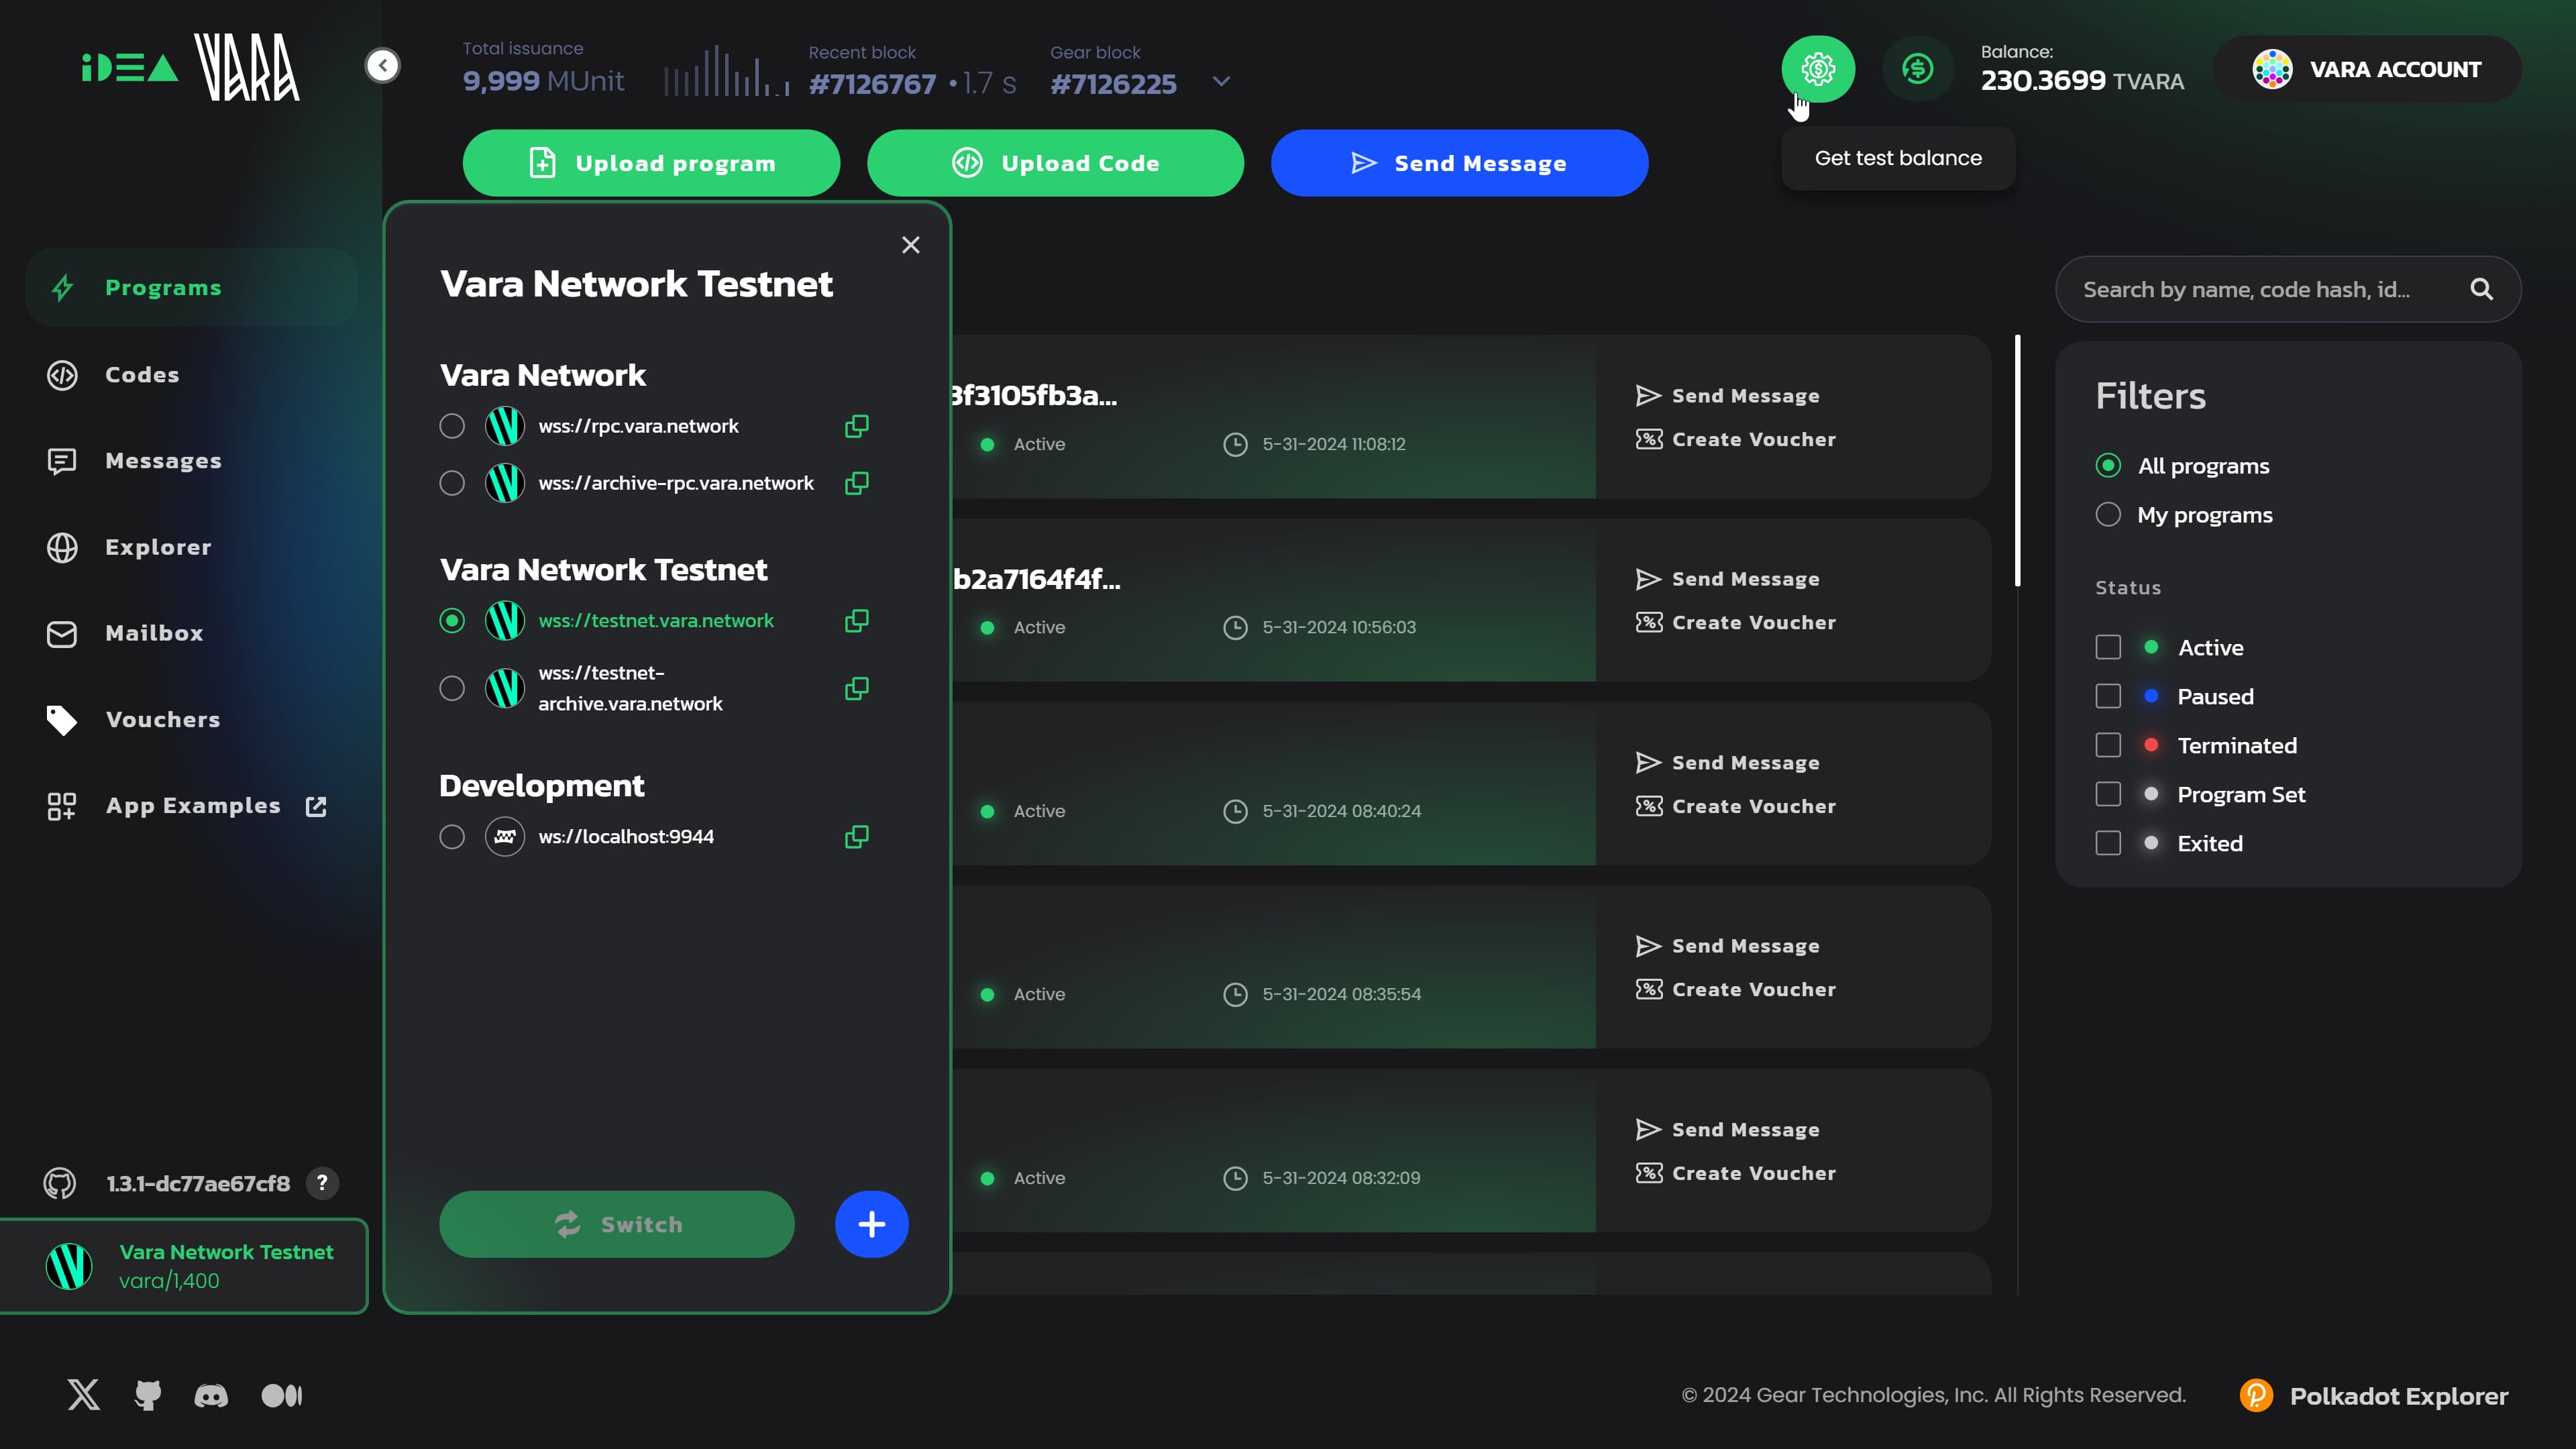 iDEA VARA
Total issuance
9,999 MUnit
Recent block
#7126767 • 1.7 s
Gear block
#7126225
Balance:
230.3699 TVARA
VARA ACCOUNT
Get test balance
Upload program
Upload Code
Send Message
Programs
Codes
Messages
Explorer
Mailbox
Vouchers
App Examples
1.3.1-dc77ae67cf8 ?
Vara Network Testnet
vara/1,400
Vara Network Testnet
Vara Network
wss://rpc.vara.network
wss://archive-rpc.vara.network
Vara Network Testnet
wss://testnet.vara.network
wss://testnet-
archive.vara.network
Development
ws://localhost:9944
Switch
3f3105fb3a...
Active
5-31-2024 11:08:12
Send Message
Create Voucher
b2a7164f4f...
Active
5-31-2024 10:56:03
Send Message
Create Voucher
Active
5-31-2024 08:40:24
Send Message
Create Voucher
Active
5-31-2024 08:35:54
Send Message
Create Voucher
Active
5-31-2024 08:32:09
Send Message
Create Voucher
Search by name, code hash, id...
Filters
All programs
My programs
Status
Active
Paused
Terminated
Program Set
Exited
© 2024 Gear Technologies, Inc. All Rights Reserved.
Polkadot Explorer